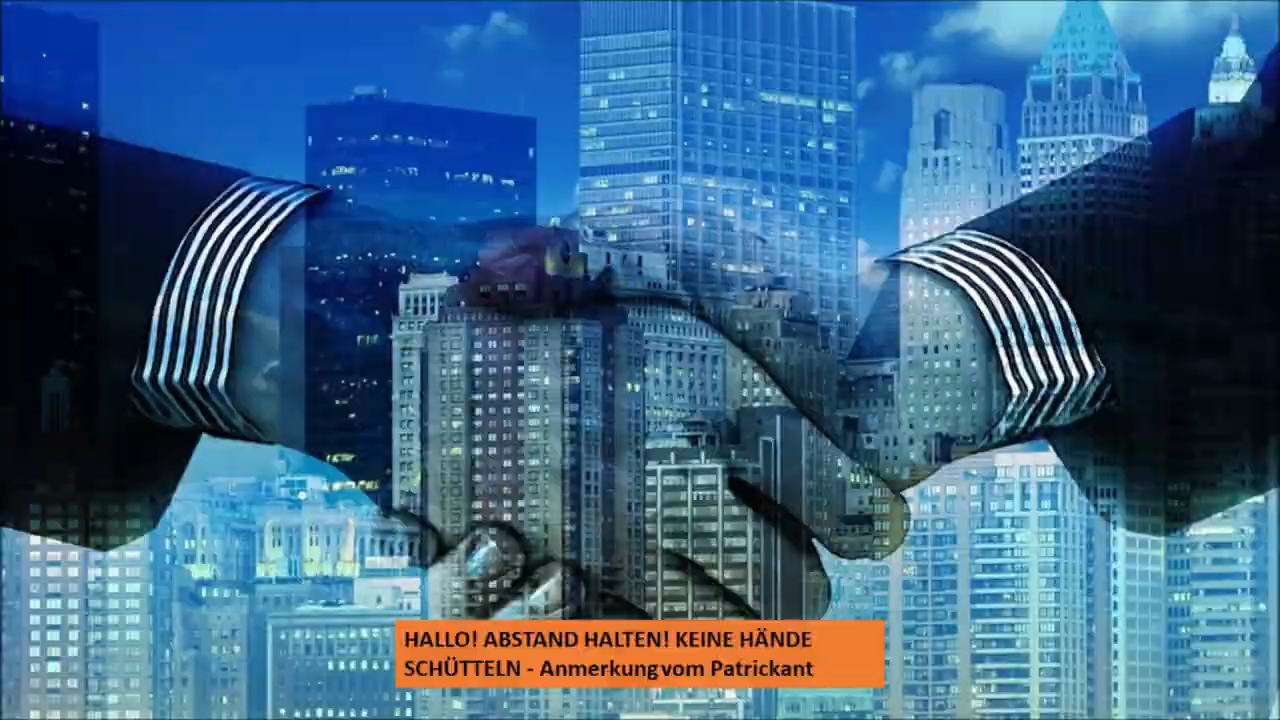 HALLO! ABSTAND HALTEN! KEINE HÄNDE
SCHÜTTELN - Anmerkung vom Patrickant